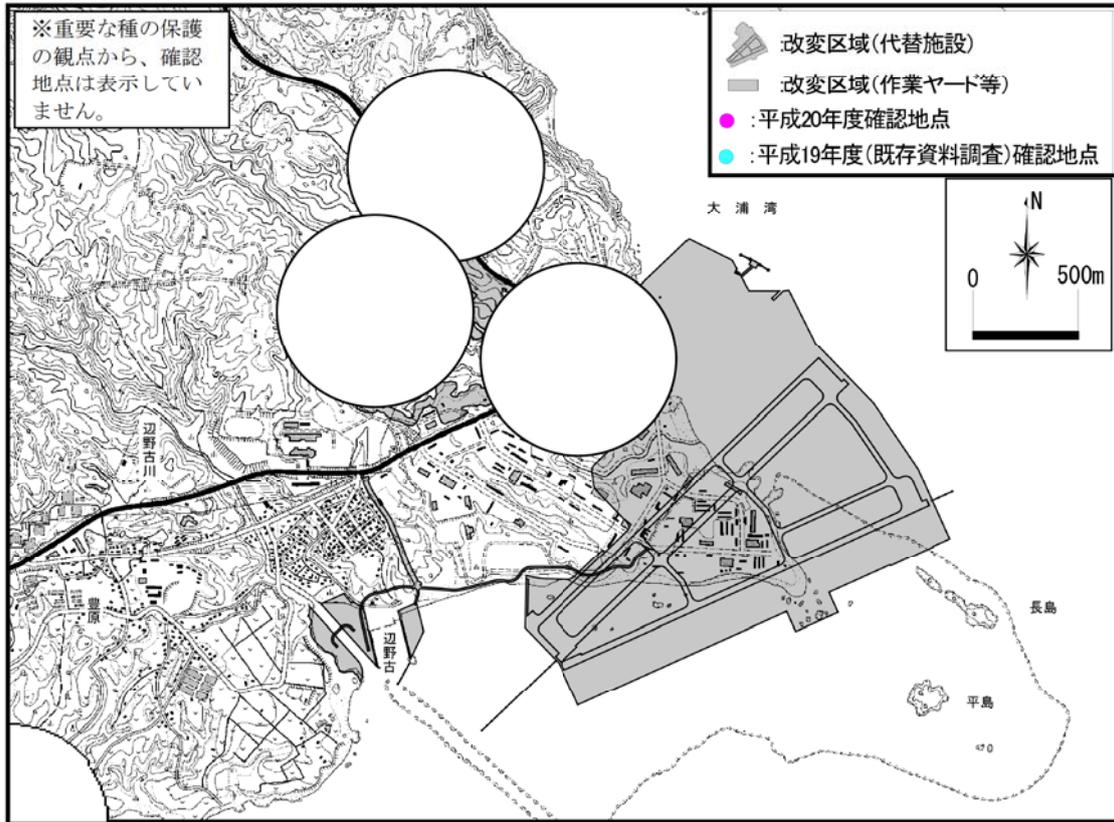 ※重要な種の保護
の観点から、確認
地点は表示してい
ません。
:改変区域(代替施設)
:改変区域(作業ヤード等)
:平成20年度確認地点
:平成19年度(既存資料調査)確認地点
大浦湾
N
0 500m
辺野古川
豊原
辺野古
長島
平島